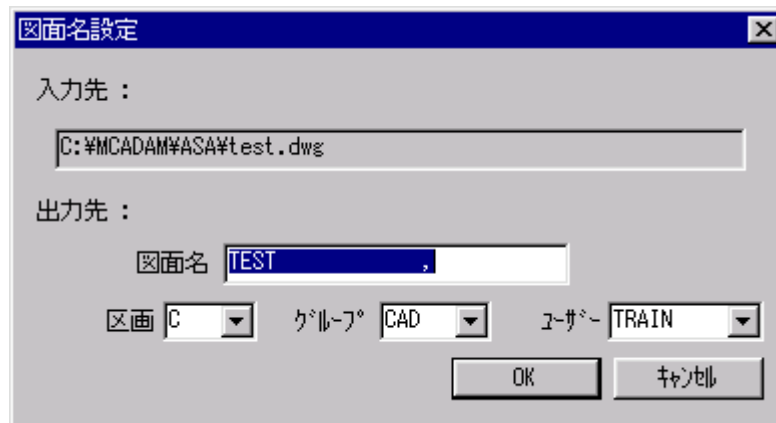 図面名設定
入力先：
C:¥MCADAM¥ASA¥test.dwg
出力先：
図面名 TEST ,
区画 C ｸﾞﾙｰﾌﾟ CAD ﾕｰｻﾞｰ TRAIN
OK ｷｬﾝｾﾙ